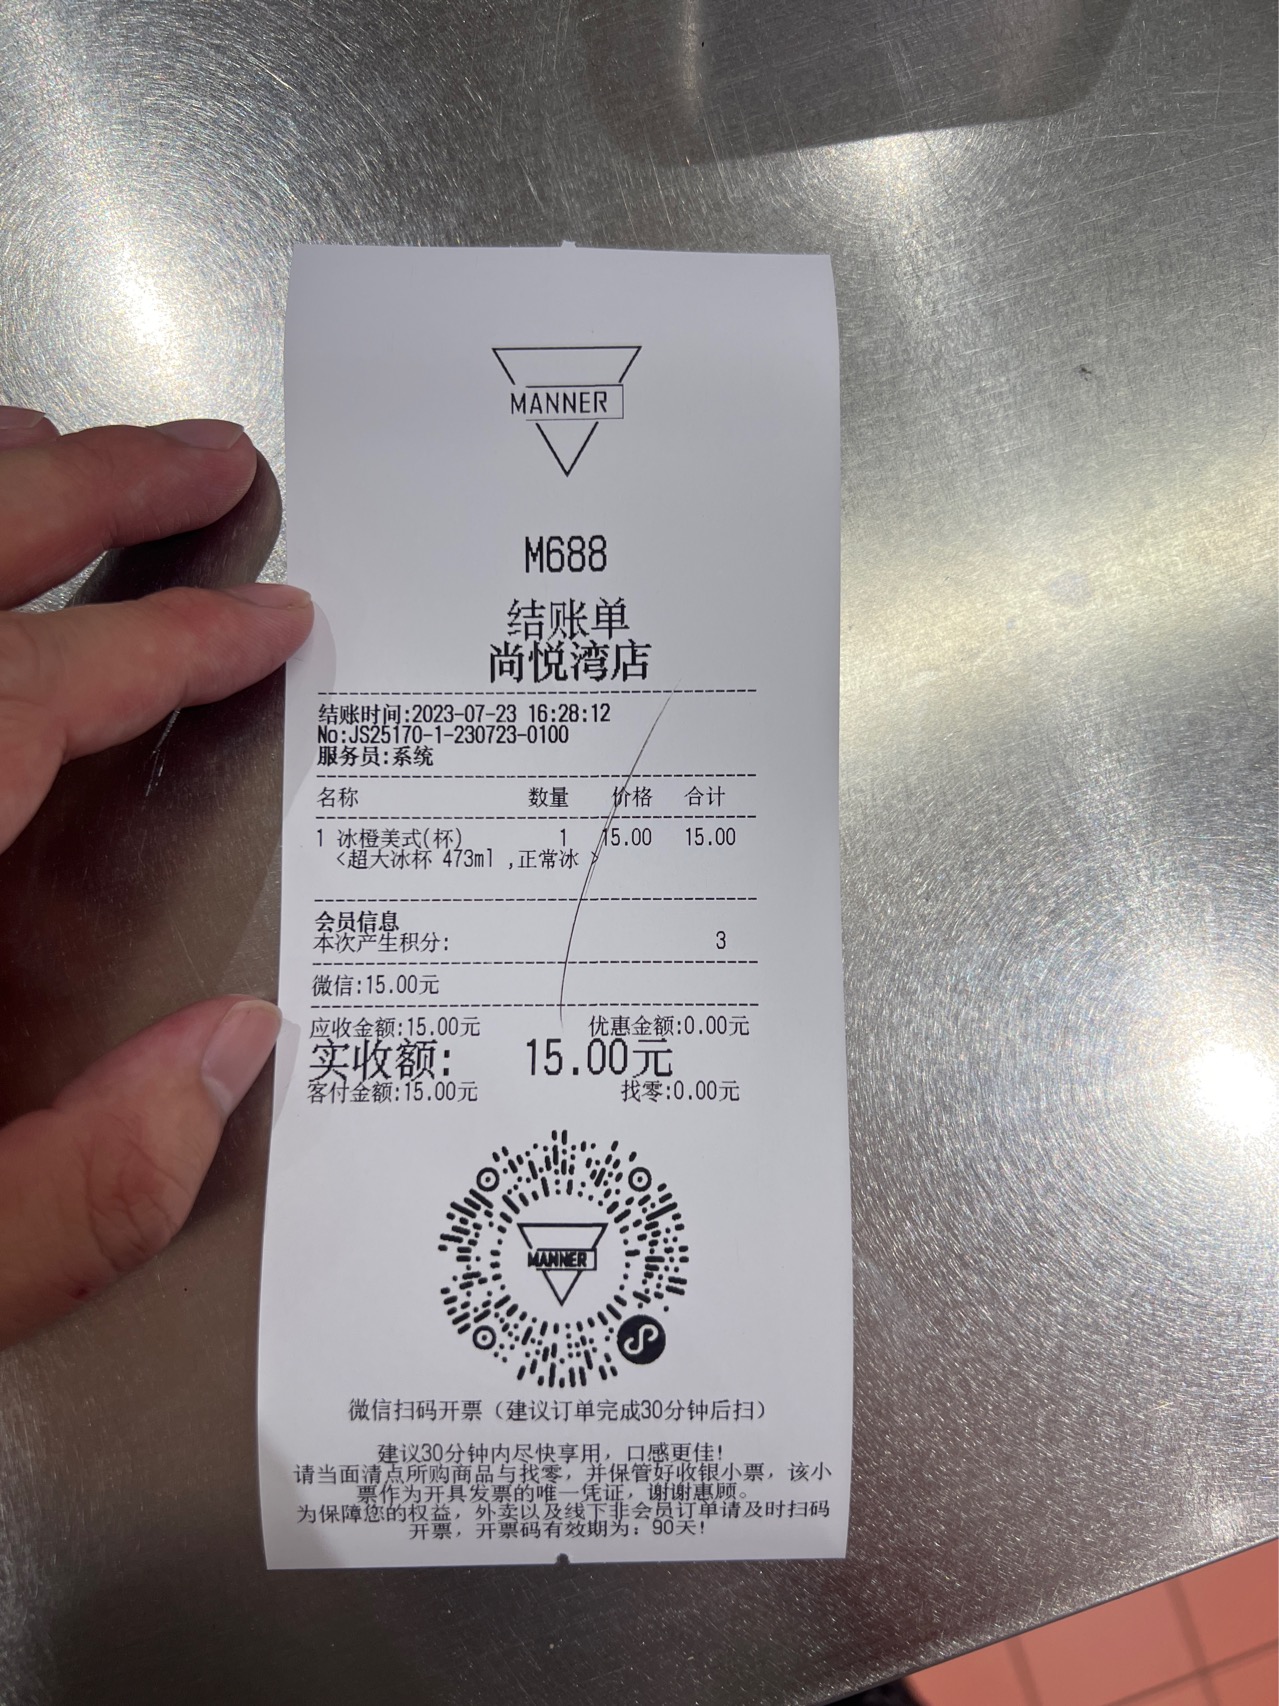 MANNER
M688
结账单
尚悦湾店
结账时间:2023-07-23 16:28:12
No:JS25170-1-230723-0100
服务员:系统
名称 数量 价格 合计
1 冰橙美式(杯) 1 15.00 15.00
<超大冰杯 473ml ,正常冰 >
会员信息
本次产生积分: 3
微信:15.00元
应收金额:15.00元 优惠金额:0.00元
实收额: 15.00元
客付金额:15.00元 找零:0.00元
MANNER
微信扫码开票（建议订单完成30分钟后扫）
建议30分钟内尽快享用，口感更佳!
请当面清点所购商品与找零，并保管好收银小票，该小
票作为开具发票的唯一凭证，谢谢惠顾。
为保障您的权益，外卖以及线下非会员订单请及时扫码
开票，开票码有效期为：90天!